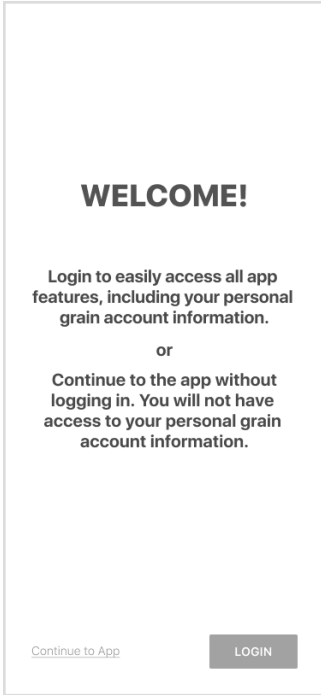 WELCOME!
Login to easily access all app
features, including your personal
grain account information.
or
Continue to the app without
logging in. You will not have
access to your personal grain
account information.
Continue to App
LOGIN